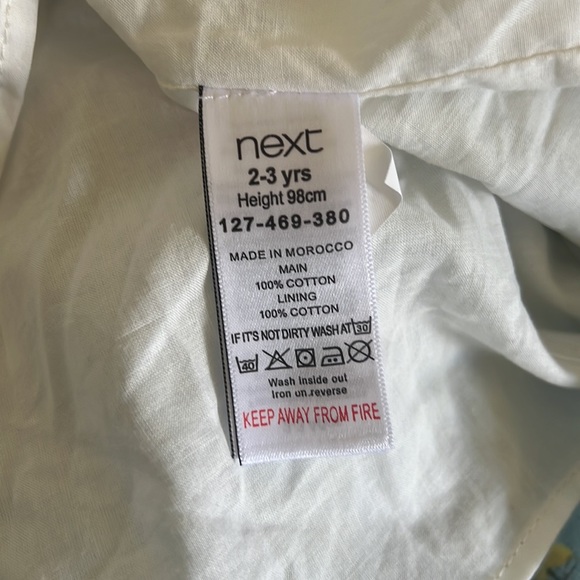 next
2-3 yrs
Height 98cm
127-469-380
MADE IN MOROCCO
MAIN
100% COTTON
LINING
100% COTTON
IF IT'S NOT DIRTY WASH AT 30
40
Wash inside out
Iron on reverse
KEEP AWAY FROM FIRE